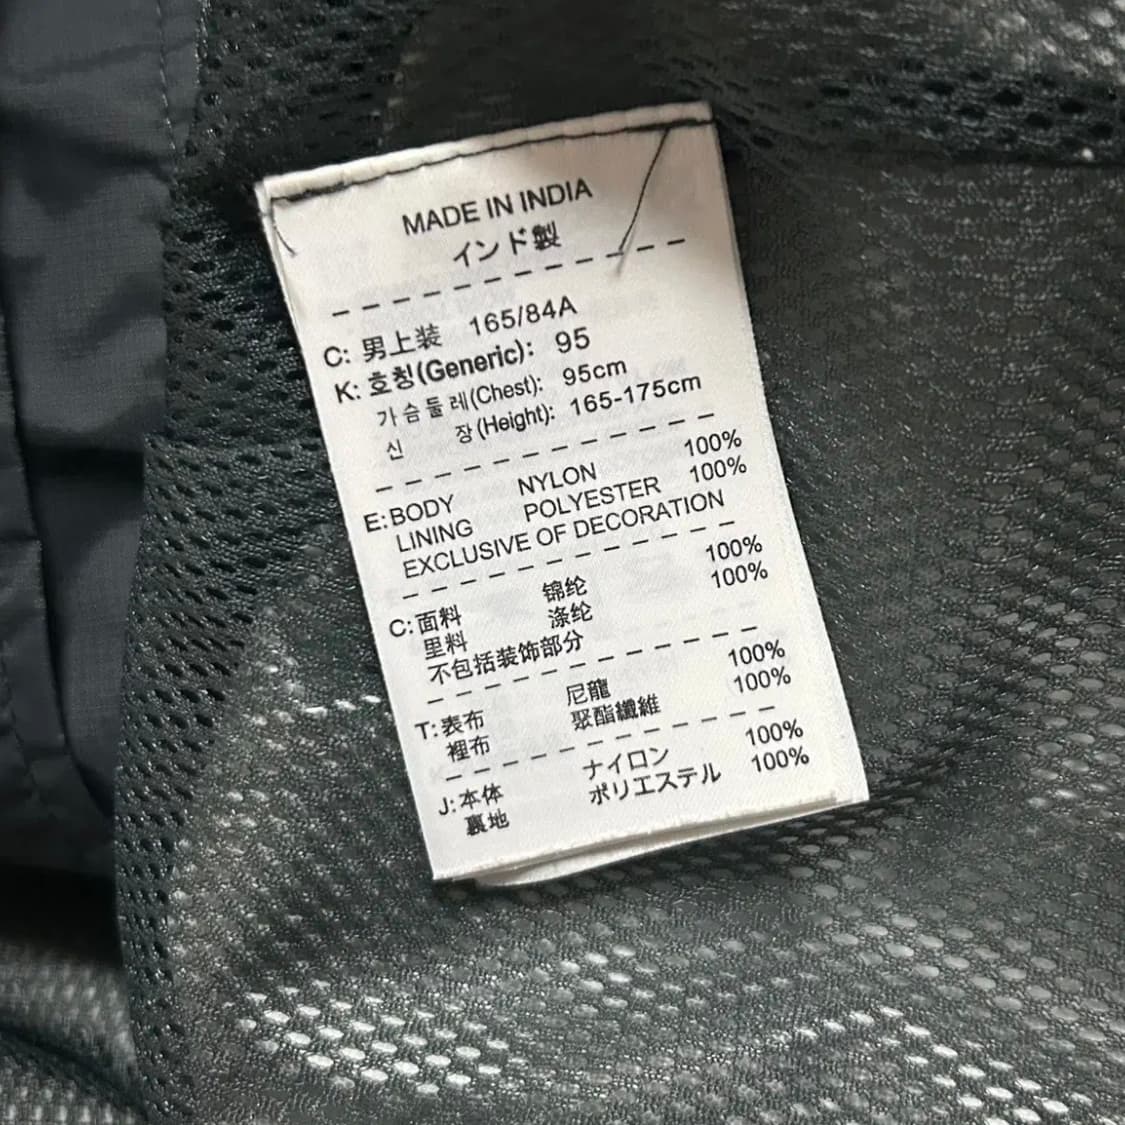 MADE IN INDIA
インド製
C: 男上装 165/84A
K: 호칭(Generic): 95
가슴둘레(Chest): 95cm
신 장(Height): 165-175cm
E: BODY NYLON 100%
LINING POLYESTER 100%
EXCLUSIVE OF DECORATION
C: 面料 锦纶 100%
里料 涤纶 100%
不包括装饰部分
T: 表布 尼龍 100%
裡布 聚酯纖維 100%
J: 本体 ナイロン 100%
裏地 ポリエステル 100%